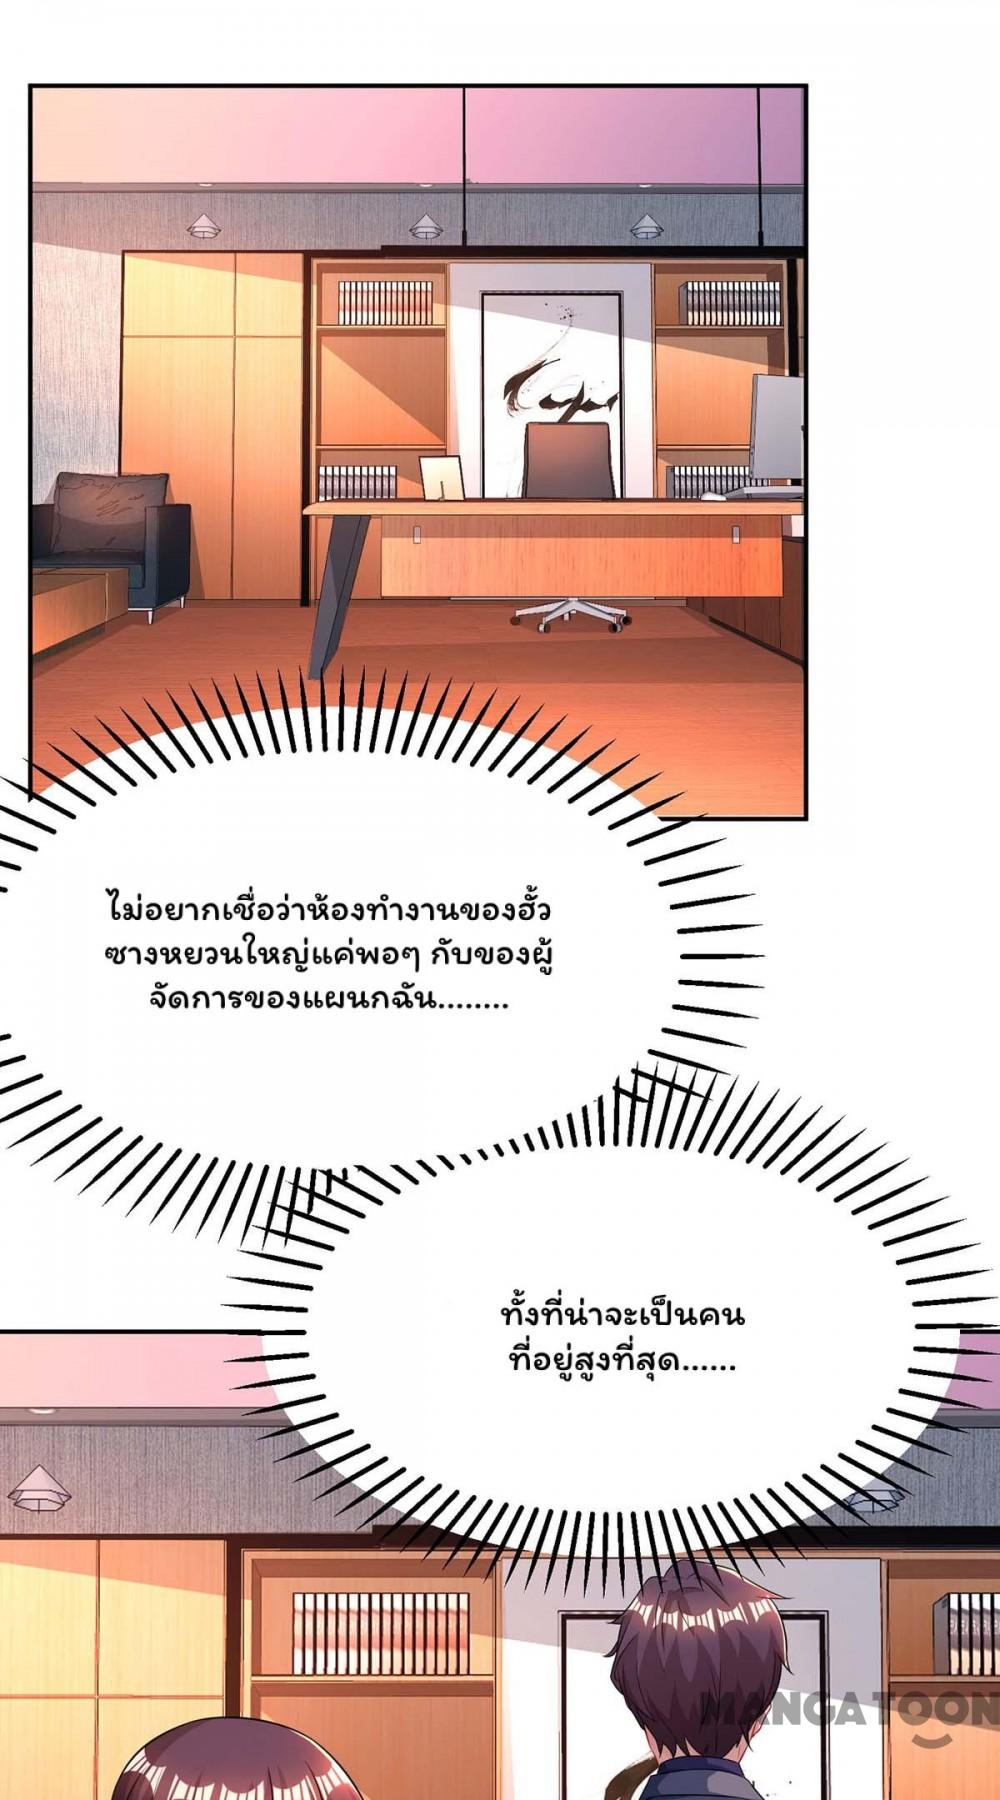 ไม่อยากเชื่อว่าห้องทำงานของฮั้ว
ซางหยวนใหญ่แค่พอๆ กับของผู้
จัดการของแผนกฉัน........
ทั้งที่น่าจะเป็นคน
ที่อยู่สูงที่สุด......
MANGATOON